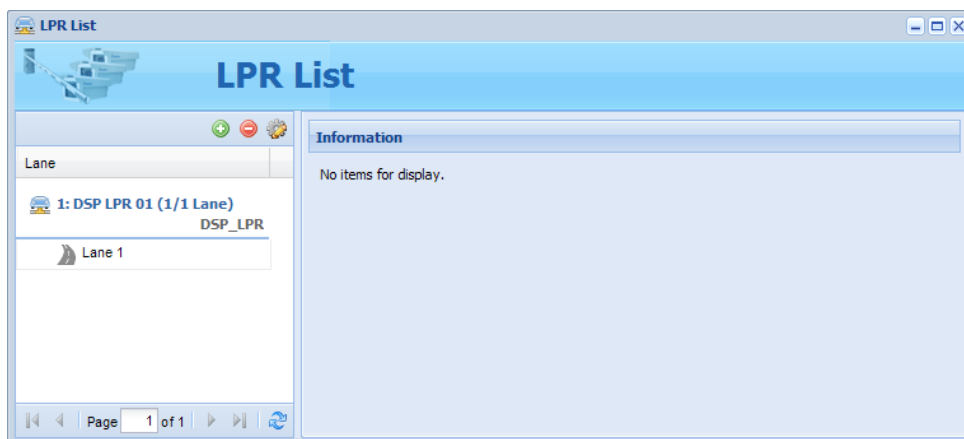 LPR List
LPR List
Lane
1: DSP LPR 01 (1/1 Lane)
DSP_LPR
Lane 1
Page 1 of 1
Information
No items for display.